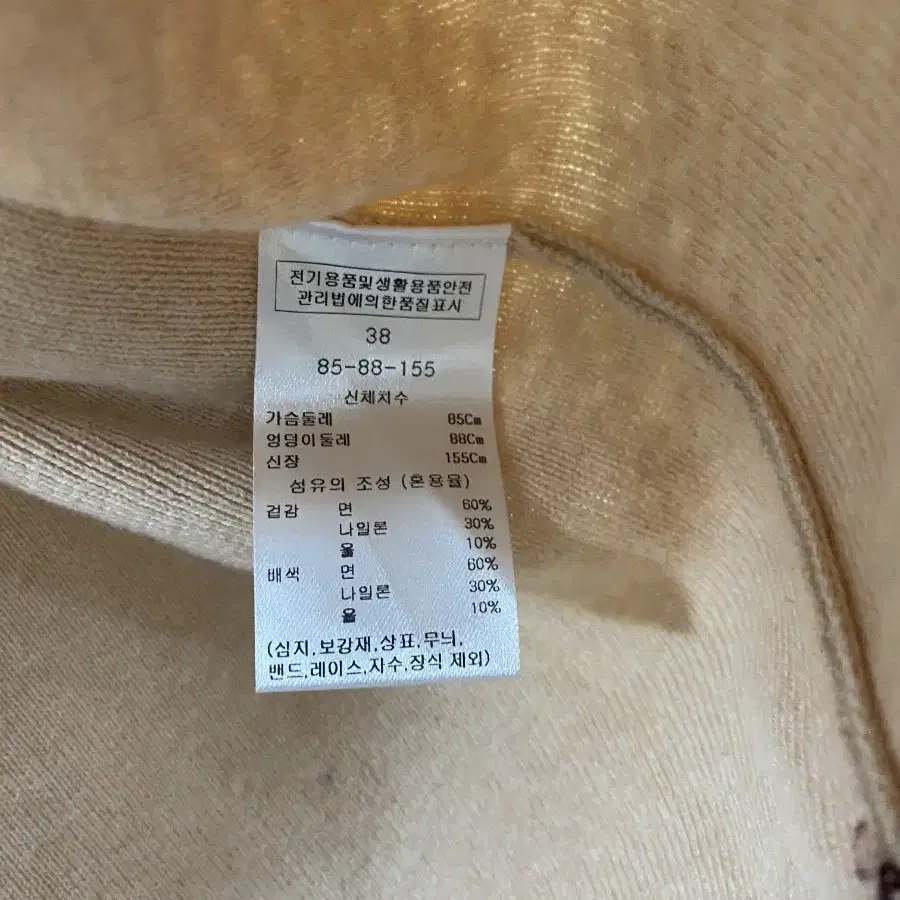 전기용품및생활용품안전
관리법에의한품질표시
38
85-88-155
신체치수
가슴둘레 85Cm
엉덩이둘레 88Cm
신장 155Cm
섬유의 조성 (혼용율)
겉감 면 60%
나일론 30%
울 10%
배색 면 60%
나일론 30%
울 10%
(심지,보강재,상표,무늬,
밴드,레이스,자수,장식 제외)